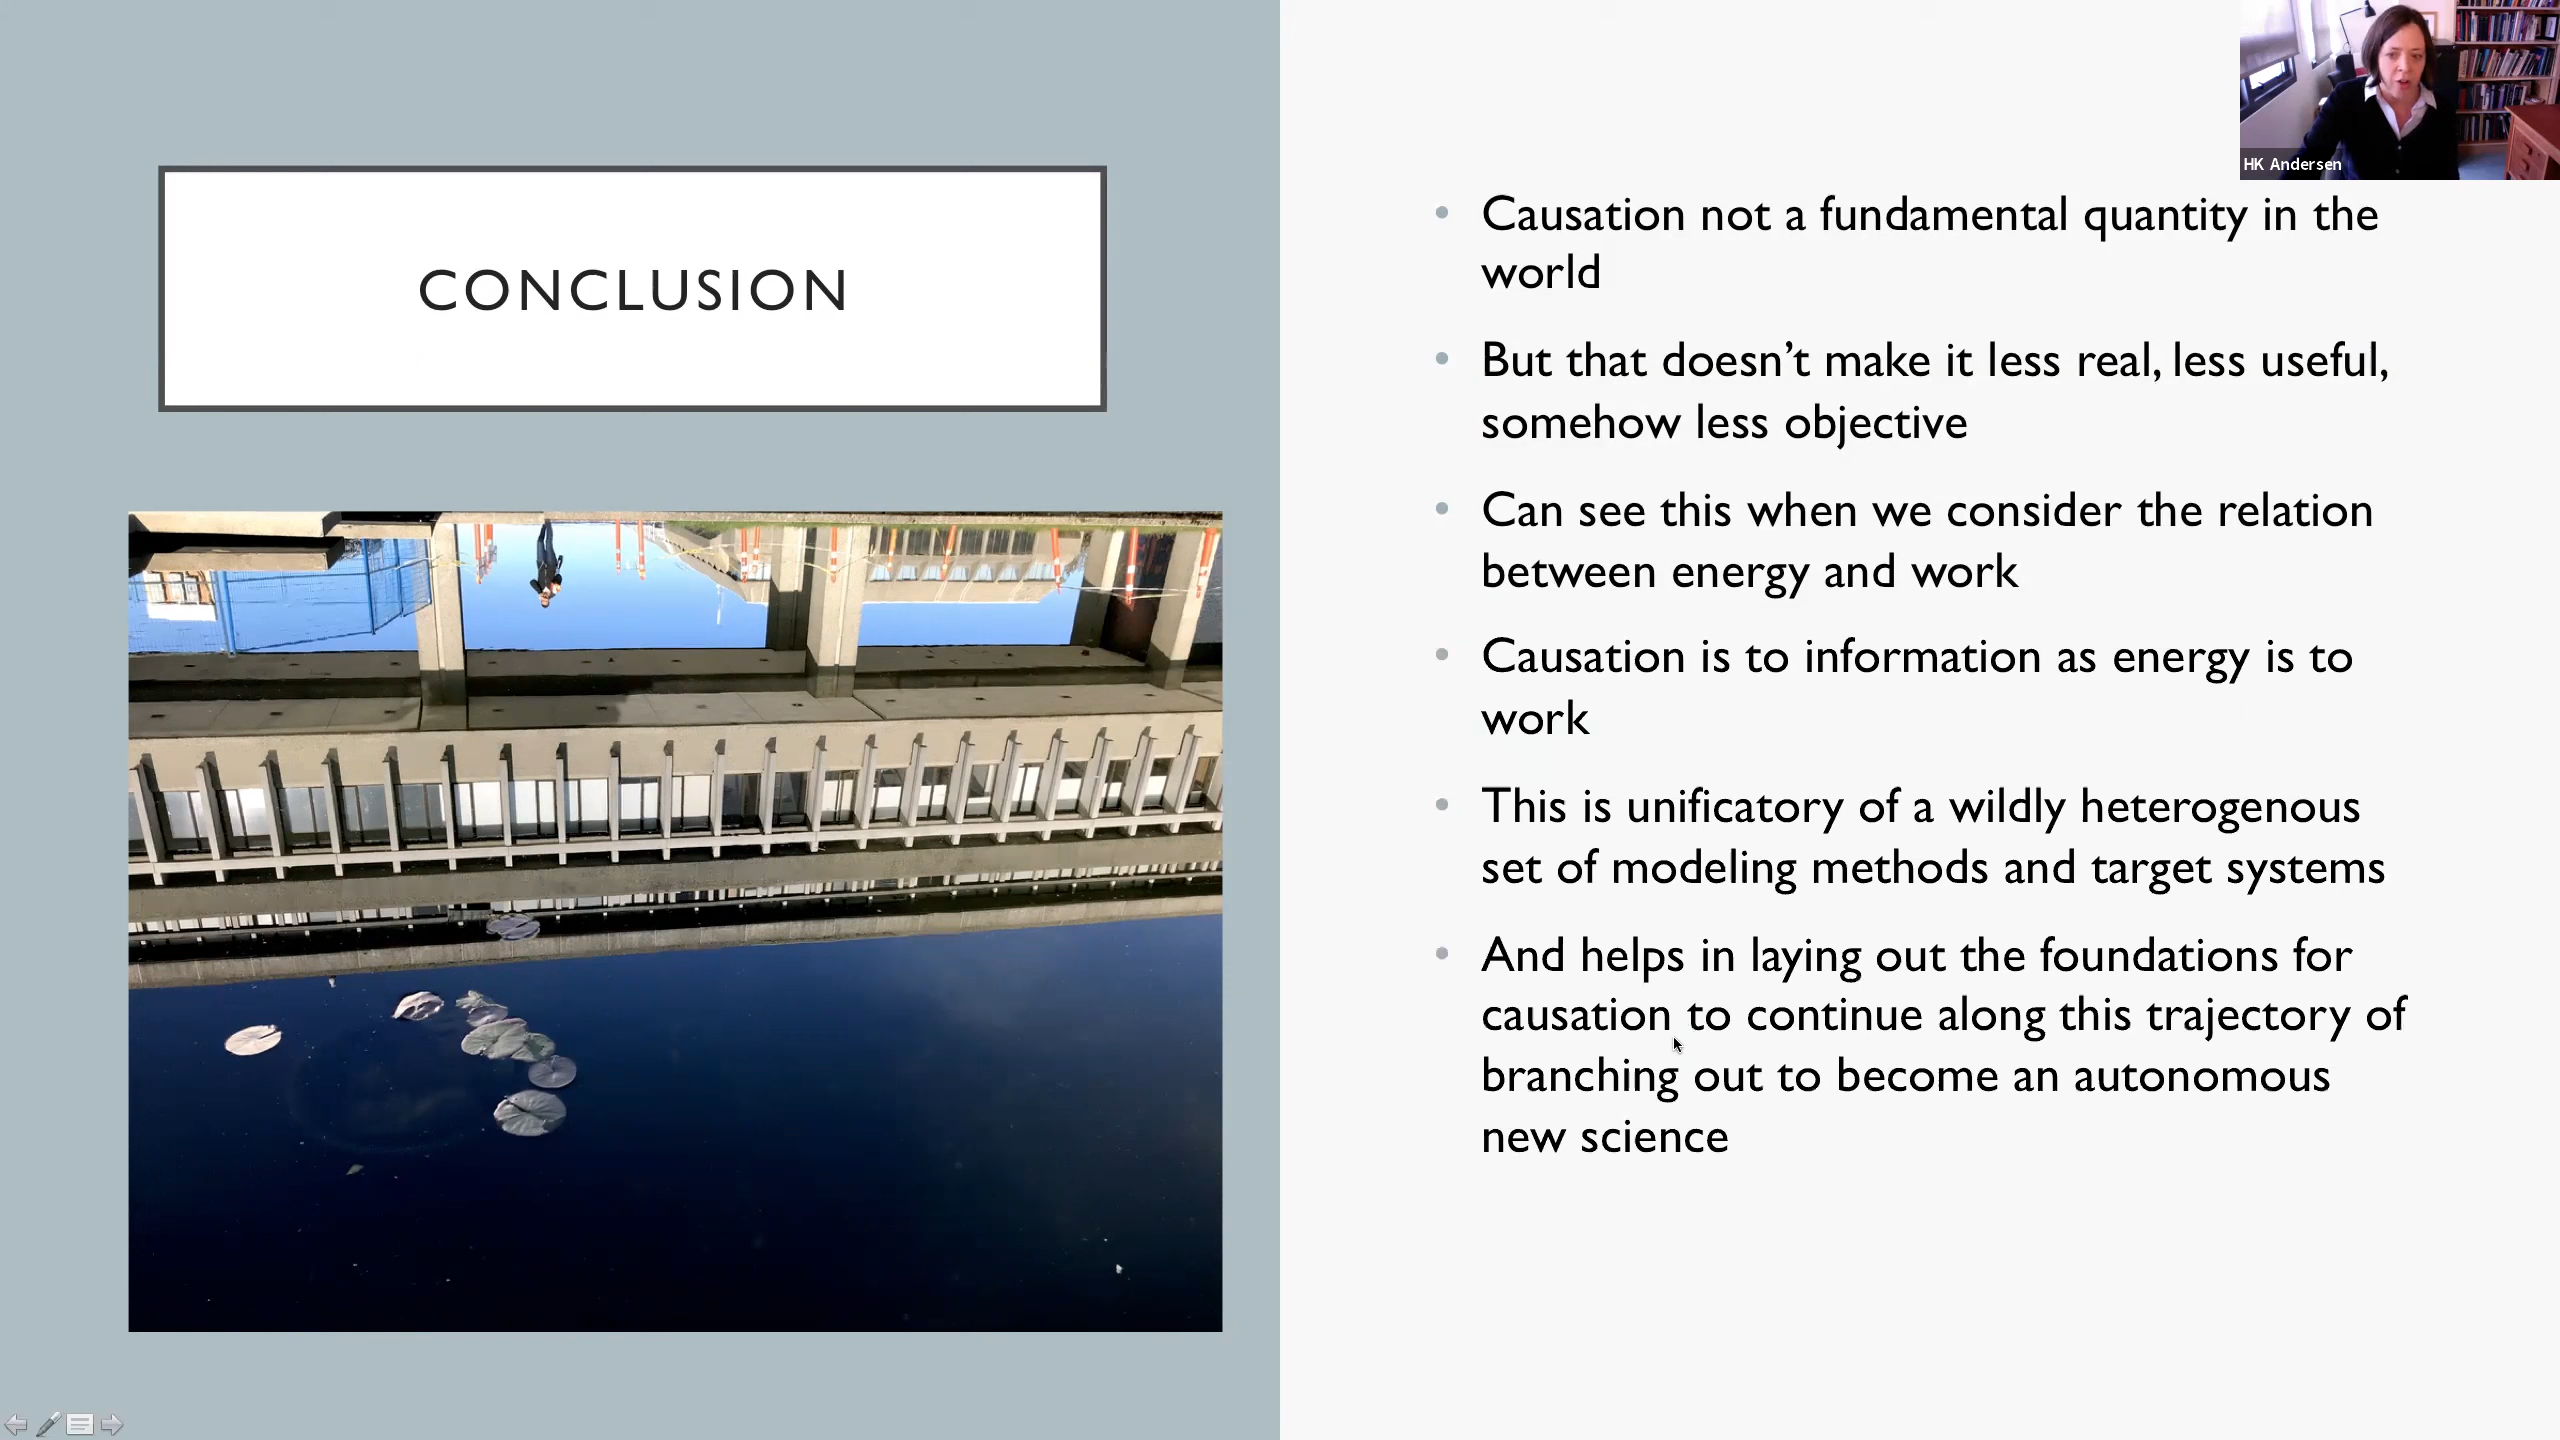 HK Andersen
CONCLUSION
• Causation not a fundamental quantity in the
world
• But that doesn’t make it less real, less useful,
somehow less objective
• Can see this when we consider the relation
between energy and work
• Causation is to information as energy is to
work
• This is unificatory of a wildly heterogenous
set of modeling methods and target systems
• And helps in laying out the foundations for
causation to continue along this trajectory of
branching out to become an autonomous
new science